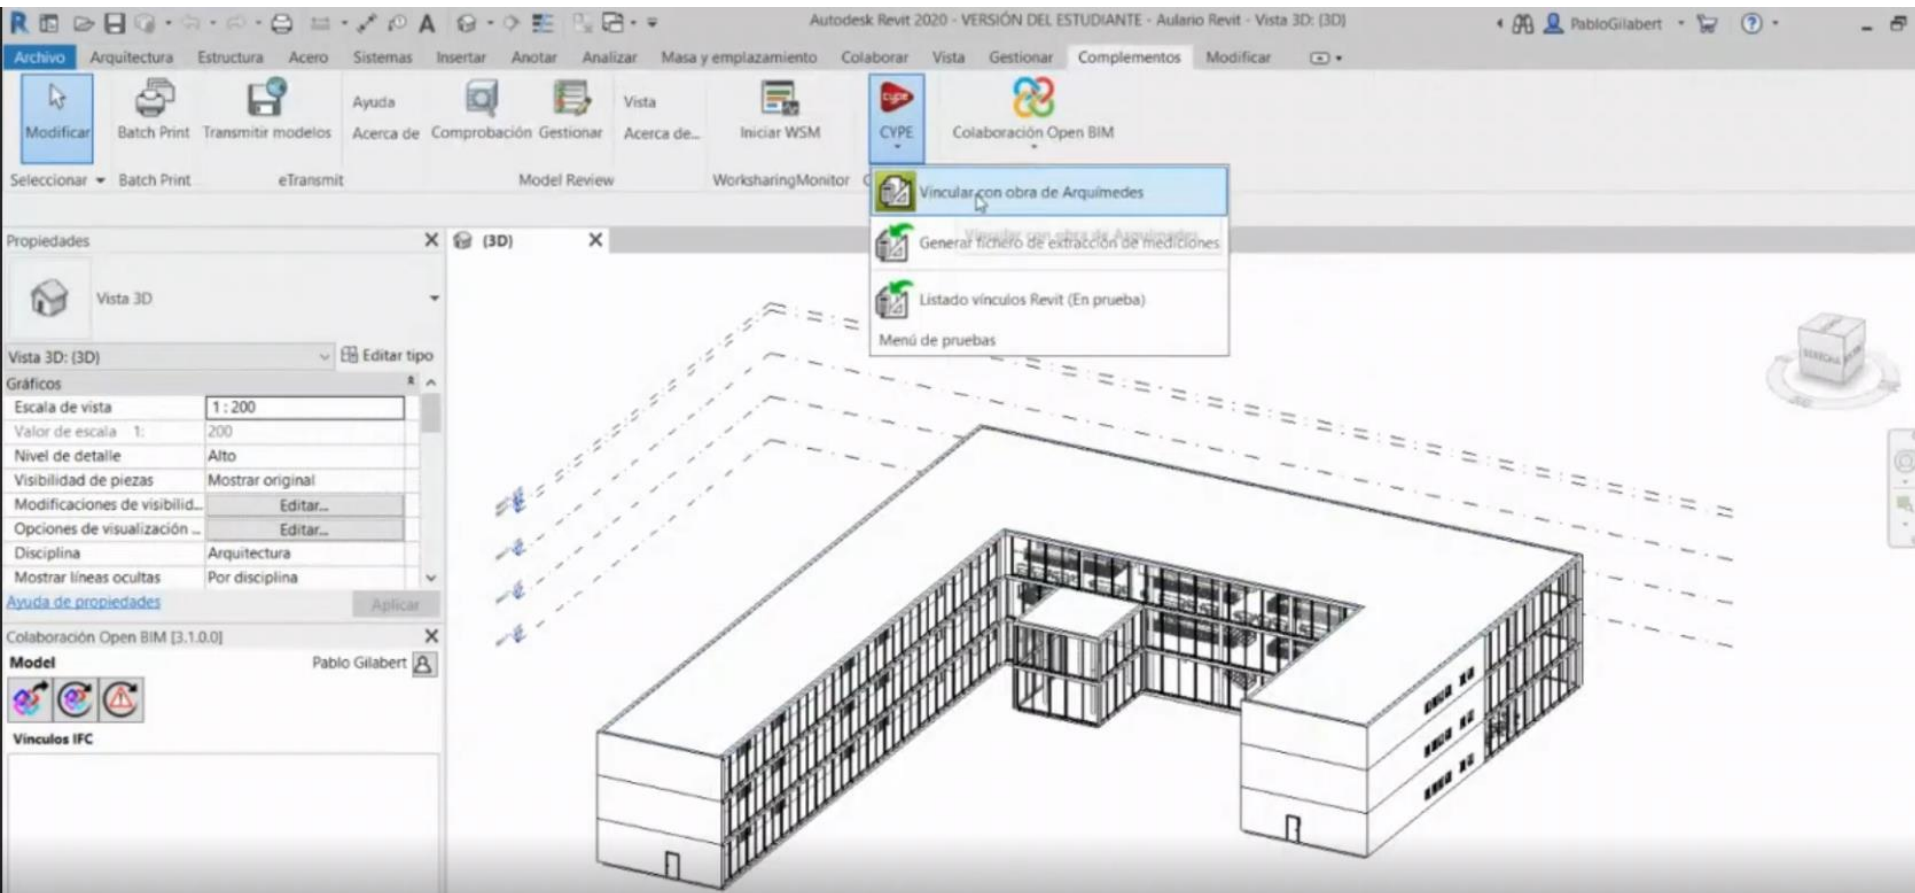 Autodesk Revit 2020 - VERSIÓN DEL ESTUDIANTE - Aulario Revit - Vista 3D: {3D}
PabloGilabert
Archivo Arquitectura Estructura Acero Sistemas Insertar Anotar Analizar Masa y emplazamiento Colaborar Vista Gestionar Complementos Modificar
Ayuda Vista
Modificar Batch Print Transmitir modelos Acerca de Comprobación Gestionar Acerca de... Iniciar WSM CYPE Colaboración Open BIM
Seleccionar Batch Print eTransmit Model Review WorksharingMonitor
Vincular con obra de Arquímedes
Vincular con obra de Arquímedes
Generar fichero de extracción de mediciones
Listado vínculos Revit (En prueba)
Menú de pruebas
Propiedades
{3D}
Vista 3D
Vista 3D: {3D} Editar tipo
Gráficos
Escala de vista 1 : 200
Valor de escala 1: 200
Nivel de detalle Alto
Visibilidad de piezas Mostrar original
Modificaciones de visibilid... Editar...
Opciones de visualización ... Editar...
Disciplina Arquitectura
Mostrar líneas ocultas Por disciplina
Ayuda de propiedades Aplicar
Colaboración Open BIM [3.1.0.0]
Model Pablo Gilabert
Vínculos IFC
DERECHA